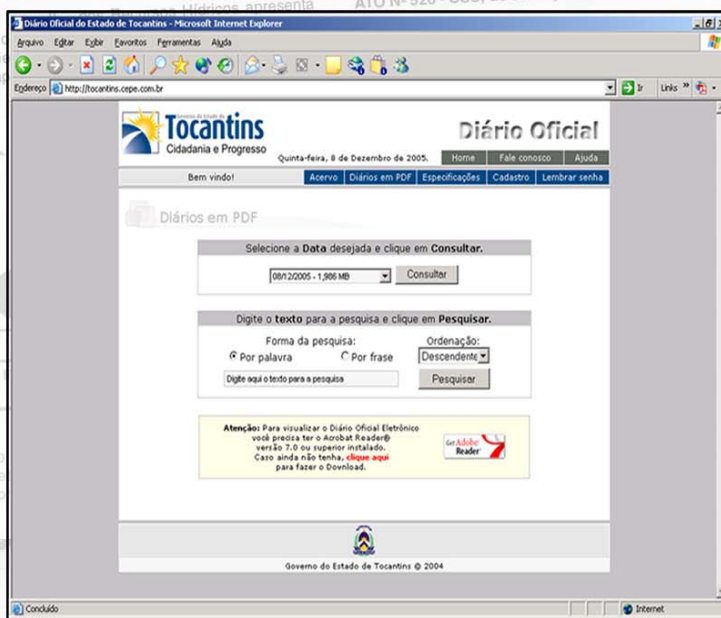 Hídricos apresenta
Diário Oficial do Estado de Tocantins - Microsoft Internet Explorer
Arquivo Editar Exibir Favoritos Ferramentas Ajuda
Endereço http://tocantins.cepe.com.br Ir Links »
Governo do Estado do
Tocantins
Cidadania e Progresso
Diário Oficial
Quinta-feira, 8 de Dezembro de 2005. Home Fale conosco Ajuda
Bem vindo! Acervo Diários em PDF Especificações Cadastro Lembrar senha
Diários em PDF
Selecione a Data desejada e clique em Consultar.
08/12/2005 - 1,986 MB Consultar
Digite o texto para a pesquisa e clique em Pesquisar.
Forma da pesquisa: Ordenação:
Por palavra Por frase Descendente
Digite aqui o texto para a pesquisa Pesquisar
Atenção: Para visualizar o Diário Oficial Eletrônico
você precisa ter o Acrobat Reader®
versão 7.0 ou superior instalado.
Caso ainda não tenha, clique aqui
para fazer o Download.
Get Adobe
Reader
Governo do Estado de Tocantins © 2004
Concluído Internet